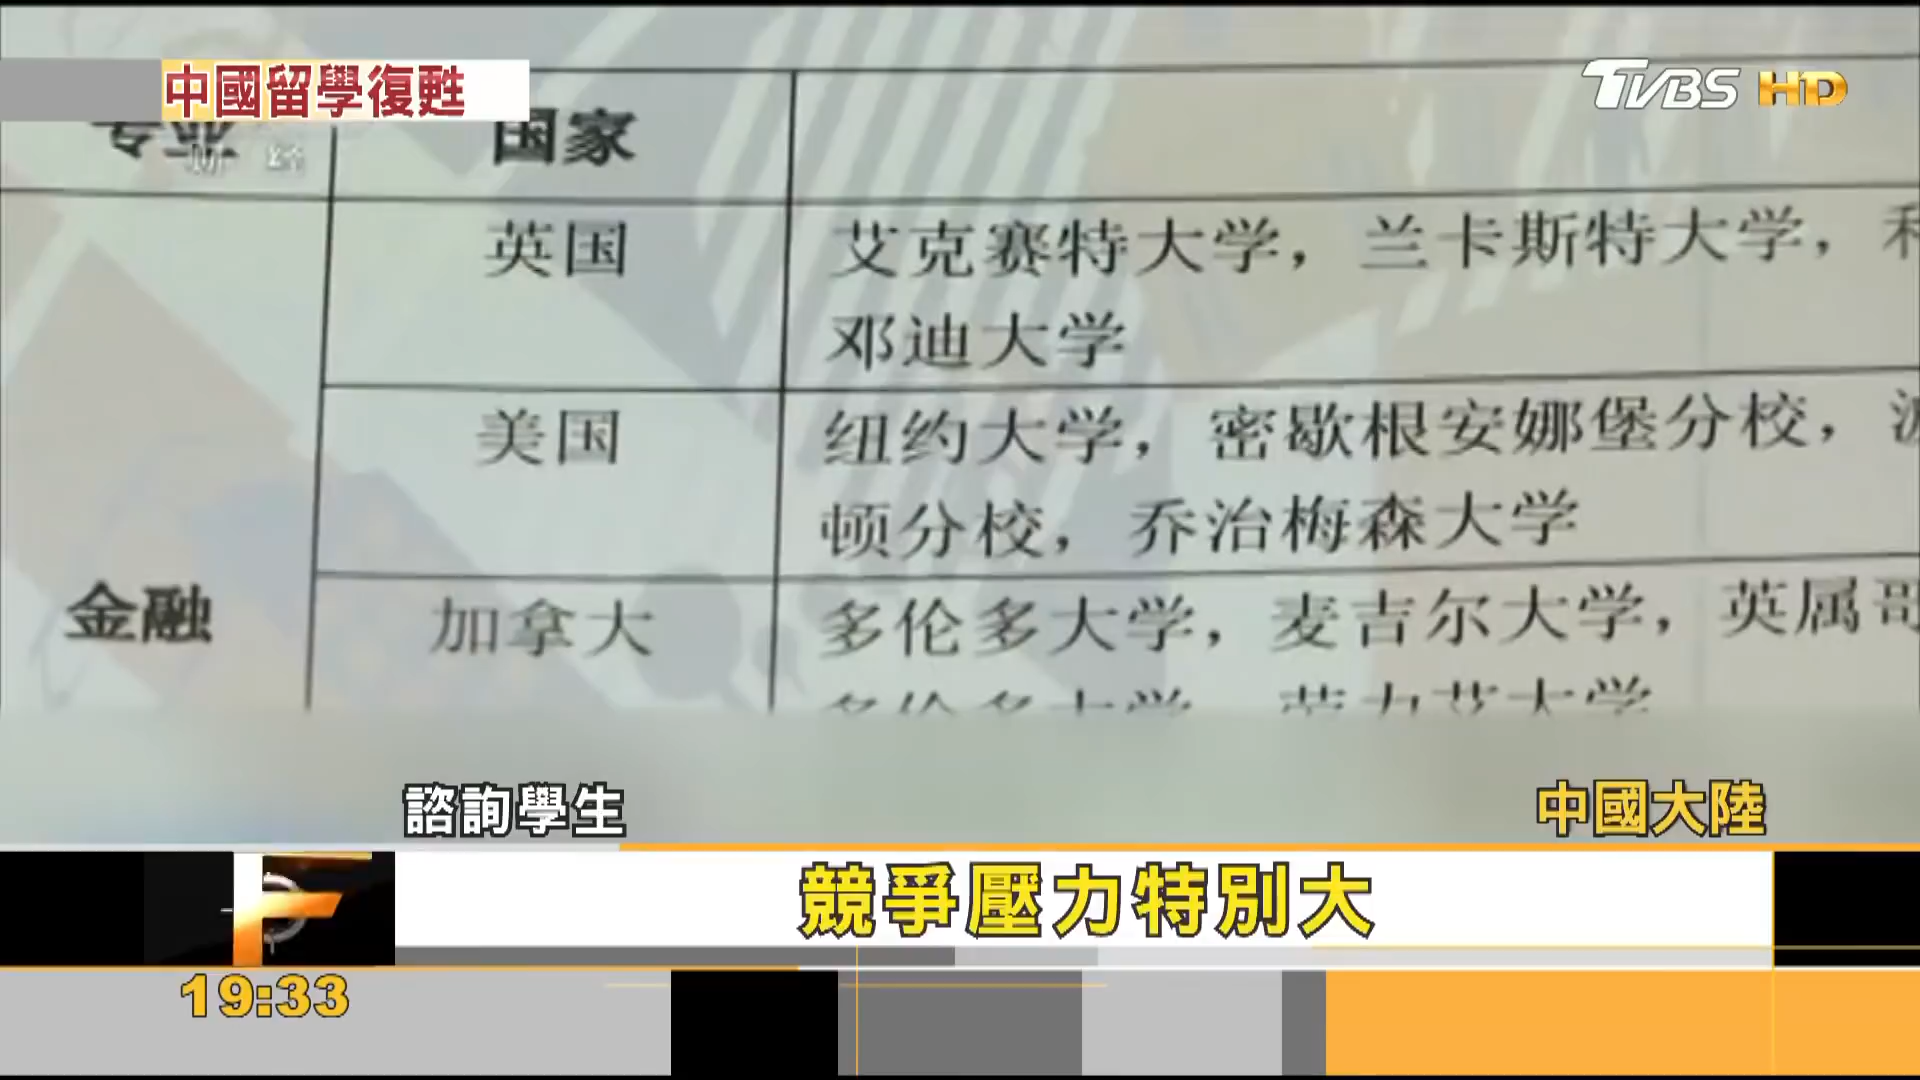 中國留學復甦
TVBS HD
专业 国家
财经
英国 艾克赛特大学，兰卡斯特大学，
邓迪大学
美国 纽约大学，密歇根安娜堡分校，
顿分校，乔治梅森大学
金融 加拿大 多伦多大学，麦吉尔大学，英属哥
諮詢學生 中國大陸
競爭壓力特別大
19:33